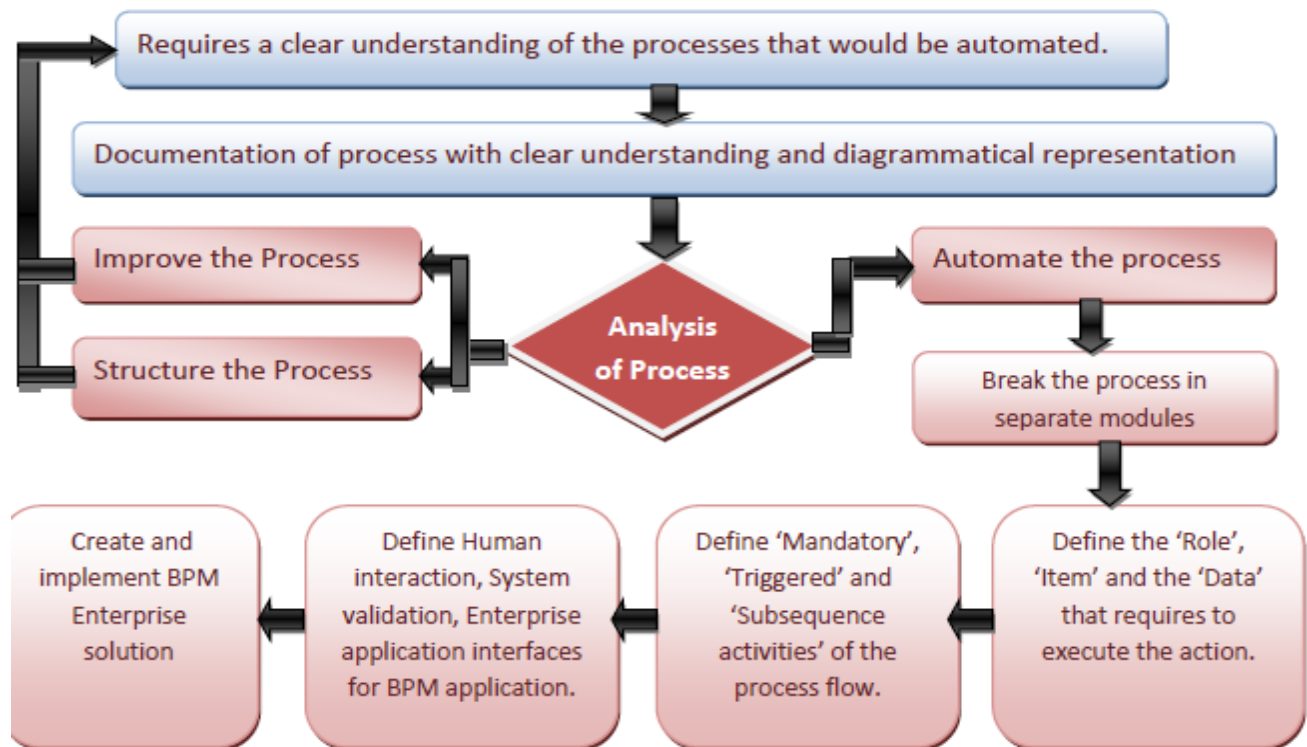 Requires a clear understanding of the processes that would be automated.
Documentation of process with clear understanding and diagrammatical representation
Improve the Process
Automate the process
Analysis
of Process
Structure the Process
Break the process in
separate modules
Create and
implement BPM
Enterprise
solution
Define Human
interaction, System
validation, Enterprise
application interfaces
for BPM application.
Define ‘Mandatory’,
‘Triggered’ and
‘Subsequence
activities’ of the
process flow.
Define the ‘Role’,
‘Item’ and the ‘Data’
that requires to
execute the action.